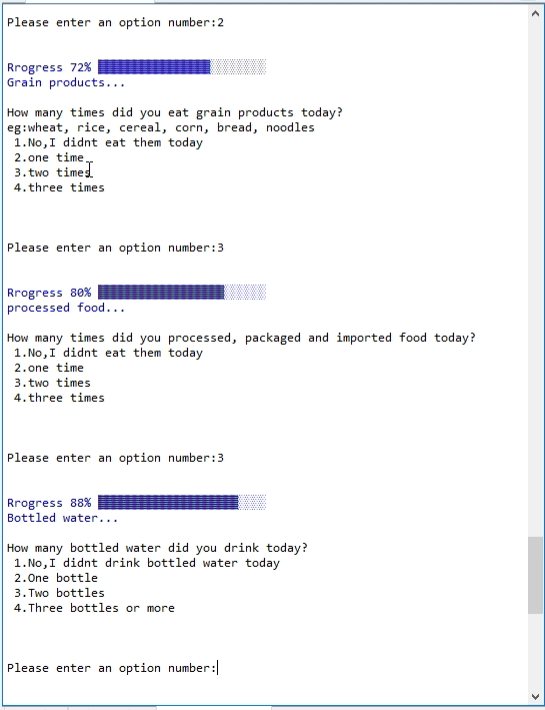 Please enter an option number:2
Rrogress 72%
Grain products...
How many times did you eat grain products today?
eg:wheat, rice, cereal, corn, bread, noodles
1.No,I didnt eat them today
2.one time
3.two times
4.three times
Please enter an option number:3
Rrogress 80%
processed food...
How many times did you processed, packaged and imported food today?
1.No,I didnt eat them today
2.one time
3.two times
4.three times
Please enter an option number:3
Rrogress 88%
Bottled water...
How many bottled water did you drink today?
1.No,I didnt drink bottled water today
2.One bottle
3.Two bottles
4.Three bottles or more
Please enter an option number: